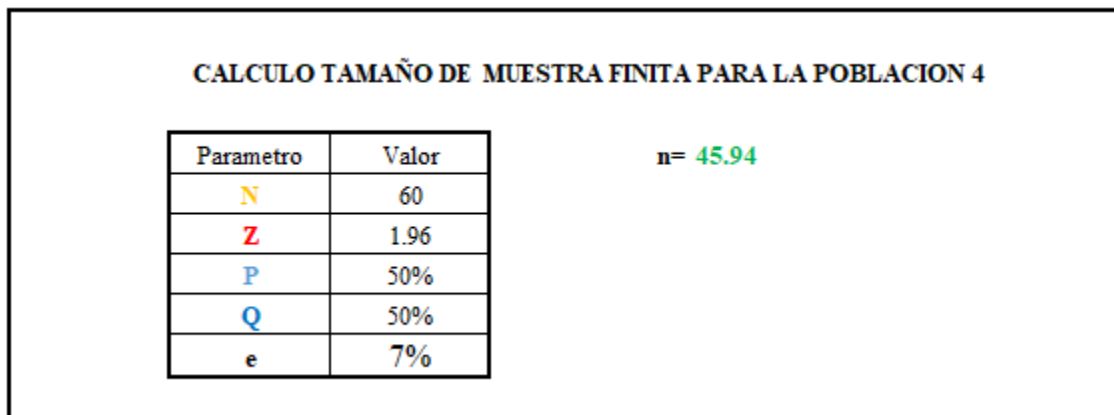 CALCULO TAMAÑO DE MUESTRA FINITA PARA LA POBLACION 4
Parametro Valor
n= 45.94
N 60
Z 1.96
P 50%
Q 50%
e 7%